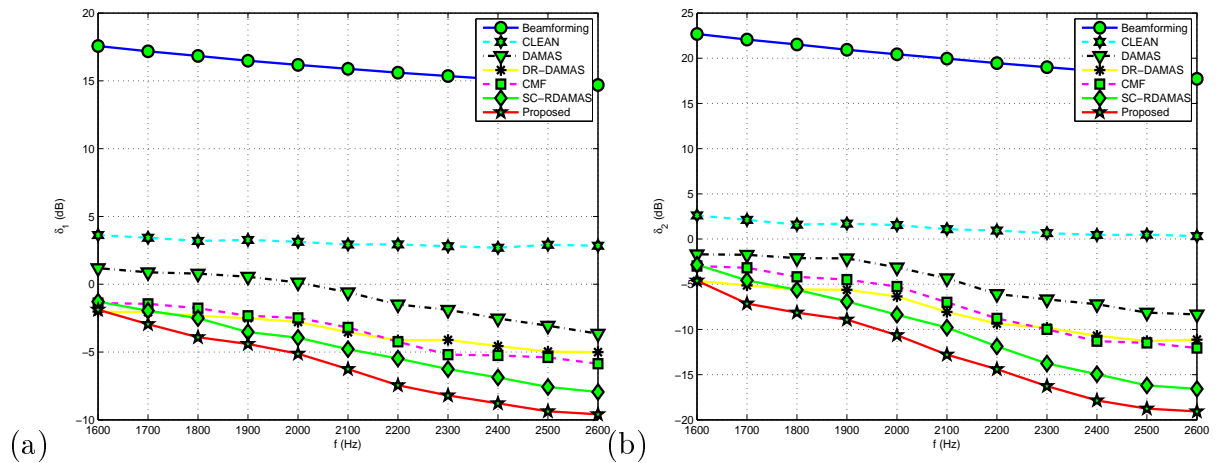 25
20
15
10
5
0
−5
−10
δ1 (dB)
1600 1700 1800 1900 2000 2100 2200 2300 2400 2500 2600
f (Hz)
Beamforming
CLEAN
DAMAS
DR−DAMAS
CMF
SC−RDAMAS
Proposed
(a)
25
20
15
10
5
0
−5
−10
−15
−20
δ2 (dB)
1600 1700 1800 1900 2000 2100 2200 2300 2400 2500 2600
f (Hz)
Beamforming
CLEAN
DAMAS
DR−DAMAS
CMF
SC−RDAMAS
Proposed
(b)